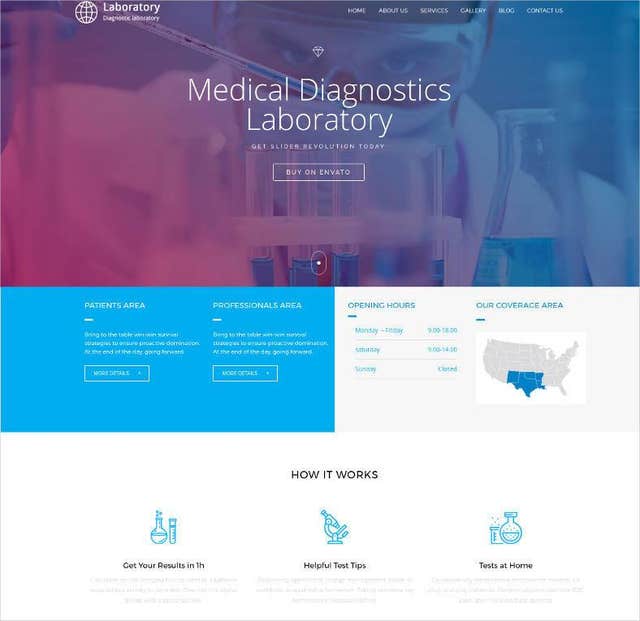 Laboratory
Diagnostic laboratory
HOME ABOUT US SERVICES GALLERY BLOG CONTACT US
Medical Diagnostics
Laboratory
GET SLIDER REVOLUTION TODAY
BUY ON ENVATO
PATIENTS AREA
Bring to the table win-win survival
strategies to ensure proactive domination.
At the end of the day, going forward.
MORE DETAILS
PROFESSIONALS AREA
Bring to the table win-win survival
strategies to ensure proactive domination.
At the end of the day, going forward.
MORE DETAILS
OPENING HOURS
Monday – Friday 9.00-18.00
Saturday 9.00-14.00
Sunday Closed
OUR COVERAGE AREA
HOW IT WORKS
Get Your Results in 1h
Helpful Test Tips
Tests at Home